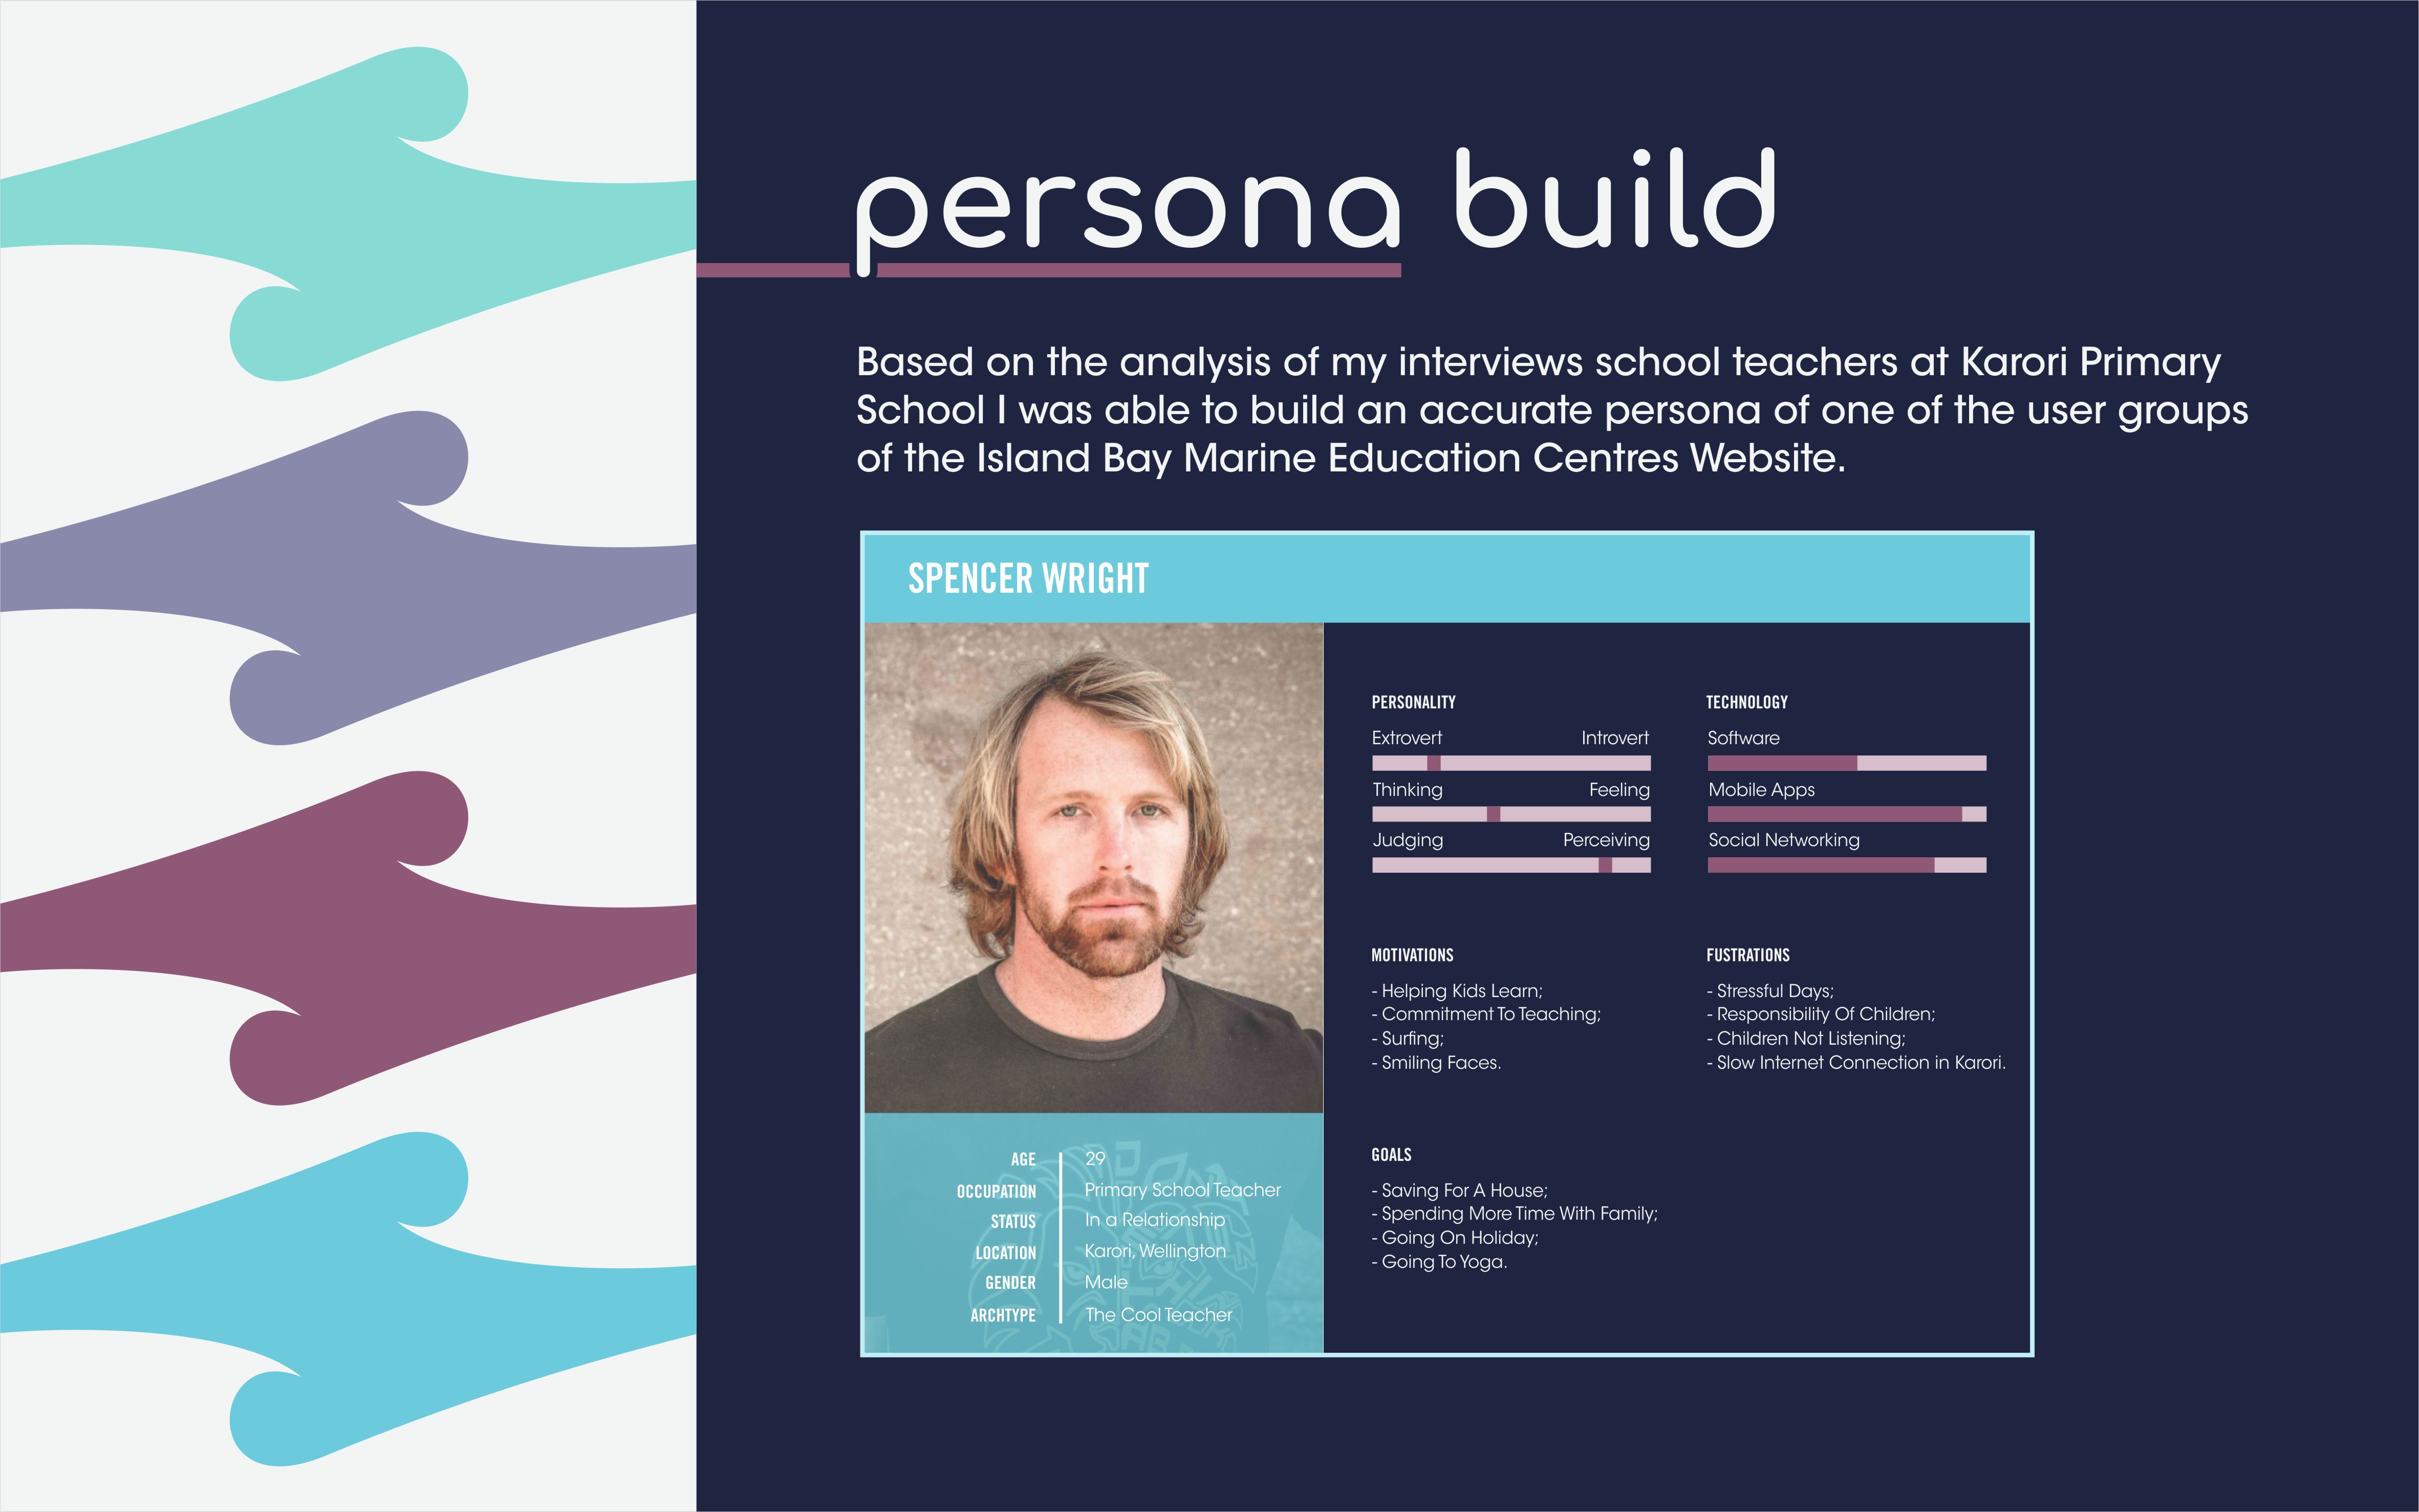 persona build
Based on the analysis of my interviews school teachers at Karori Primary
School I was able to build an accurate persona of one of the user groups
of the Island Bay Marine Education Centres Website.
SPENCER WRIGHT
PERSONALITY
Extrovert Introvert
Thinking Feeling
Judging Perceiving
TECHNOLOGY
Software
Mobile Apps
Social Networking
MOTIVATIONS
- Helping Kids Learn;
- Commitment To Teaching;
- Surfing;
- Smiling Faces.
FUSTRATIONS
- Stressful Days;
- Responsibility Of Children;
- Children Not Listening;
- Slow Internet Connection in Karori.
AGE 29
OCCUPATION Primary School Teacher
STATUS In a Relationship
LOCATION Karori, Wellington
GENDER Male
ARCHTYPE The Cool Teacher
GOALS
- Saving For A House;
- Spending More Time With Family;
- Going On Holiday;
- Going To Yoga.